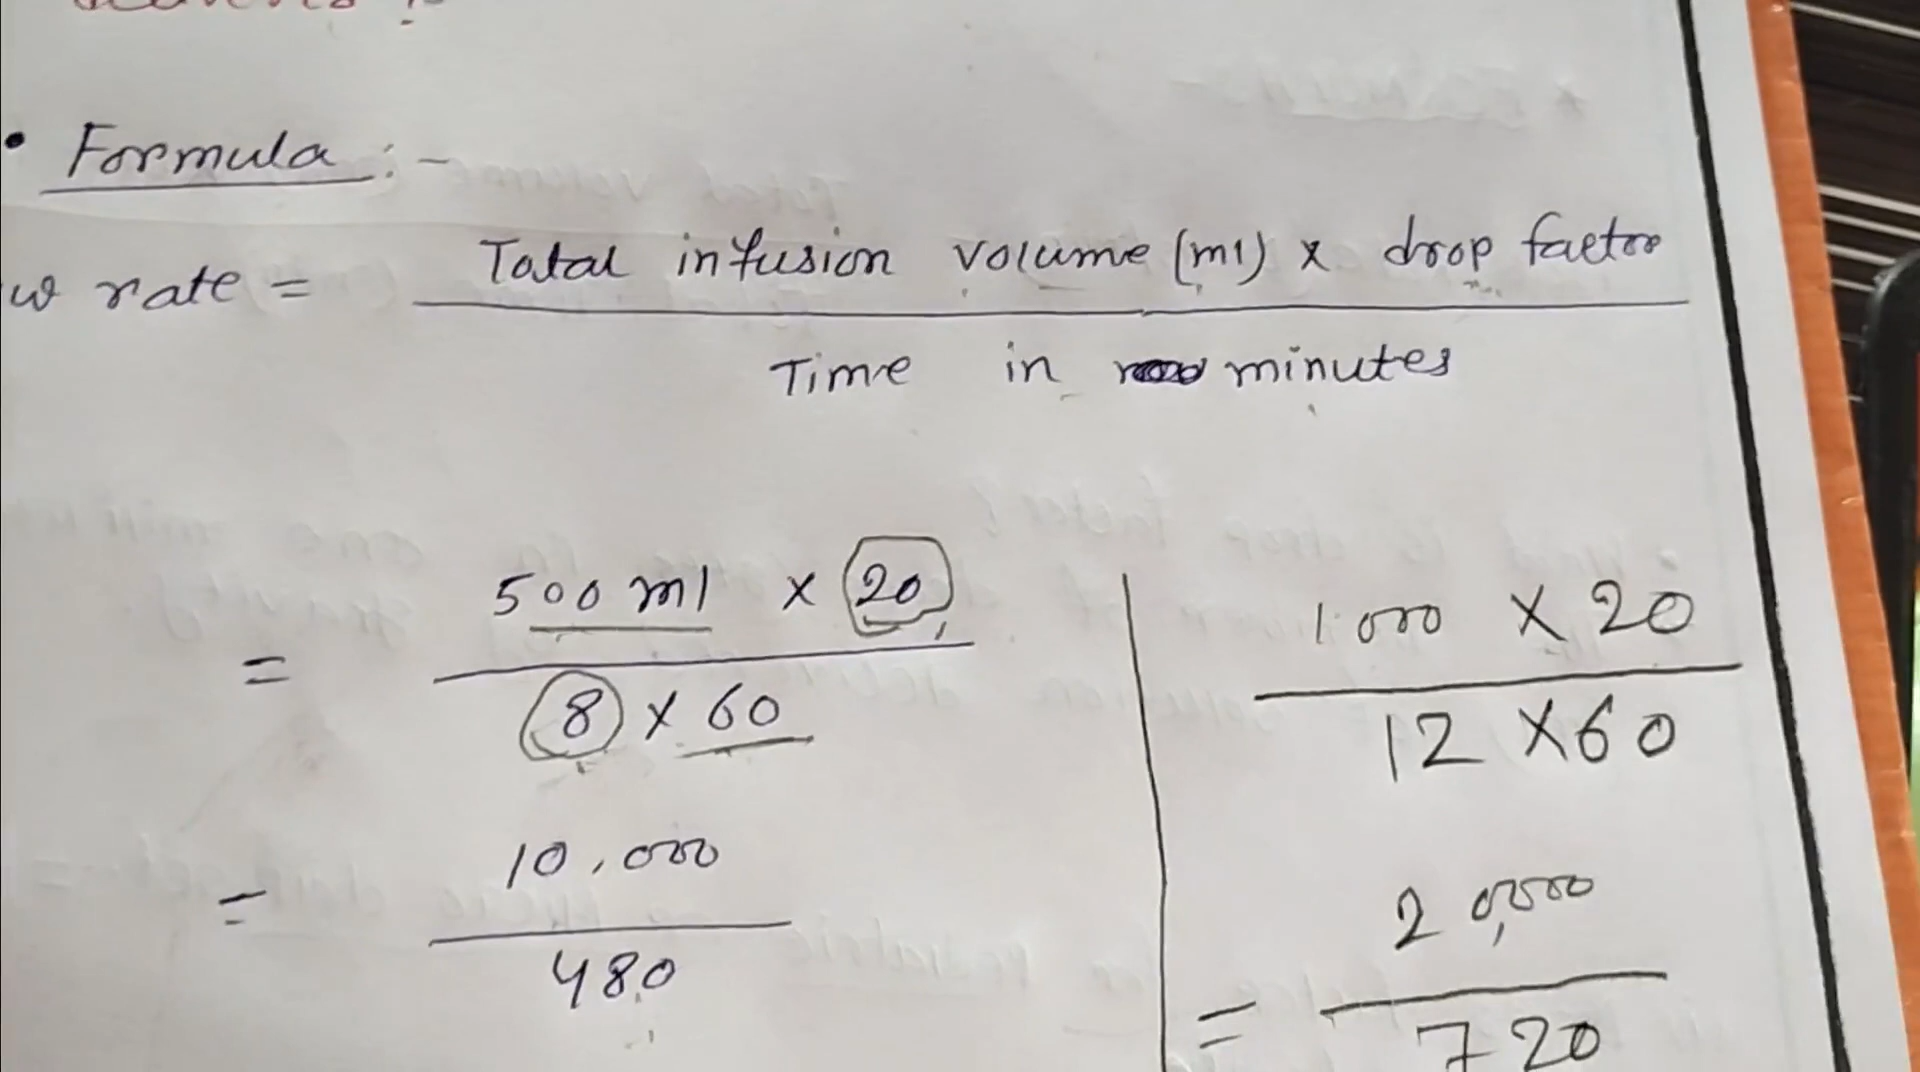 • Formula :-
w rate = Total infusion volume (ml) x drop factor
Time in minutes
= 500 ml x 20
8 x 60
= 10,000
480
1000 x 20
12 x 60
20,000
= 720